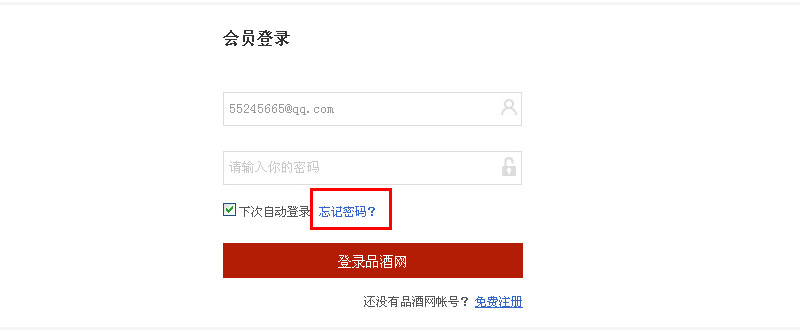 会员登录
55245665@qq.com
请输入你的密码
下次自动登录 忘记密码？
登录品酒网
还没有品酒网帐号？ 免费注册